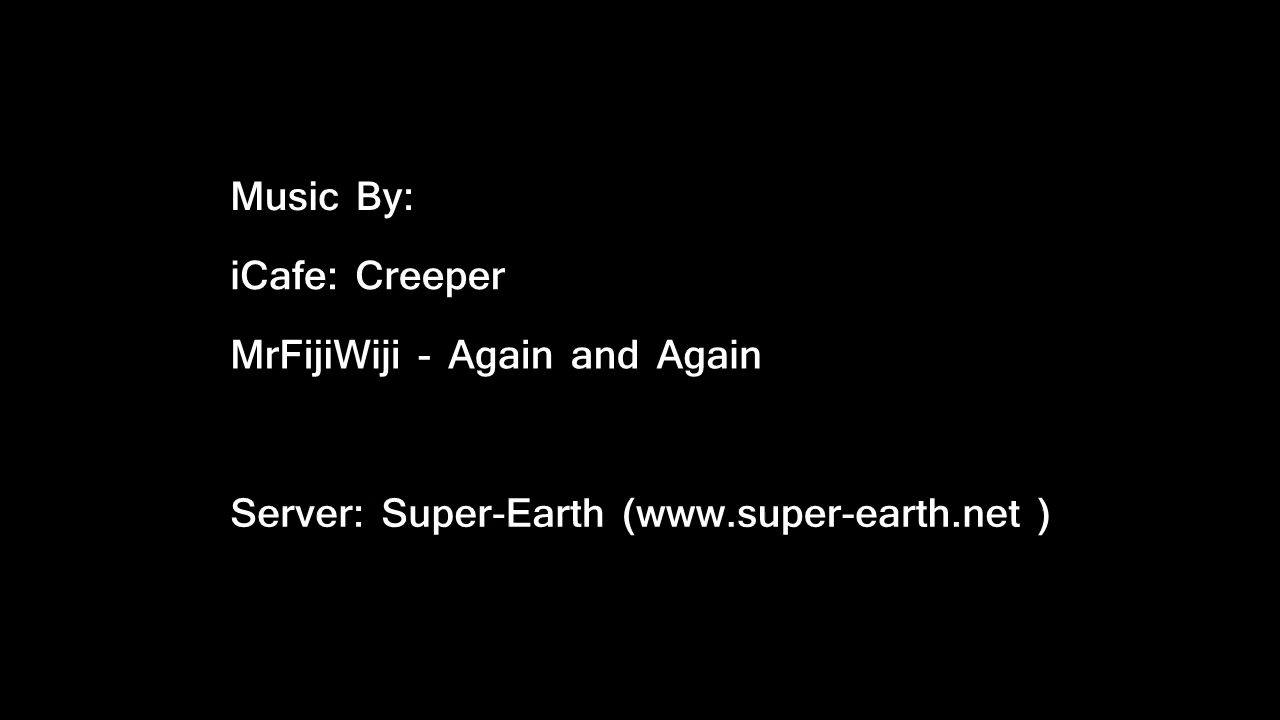 Music By:
iCafe: Creeper
MrFijiWiji - Again and Again
Server: Super-Earth (www.super-earth.net )